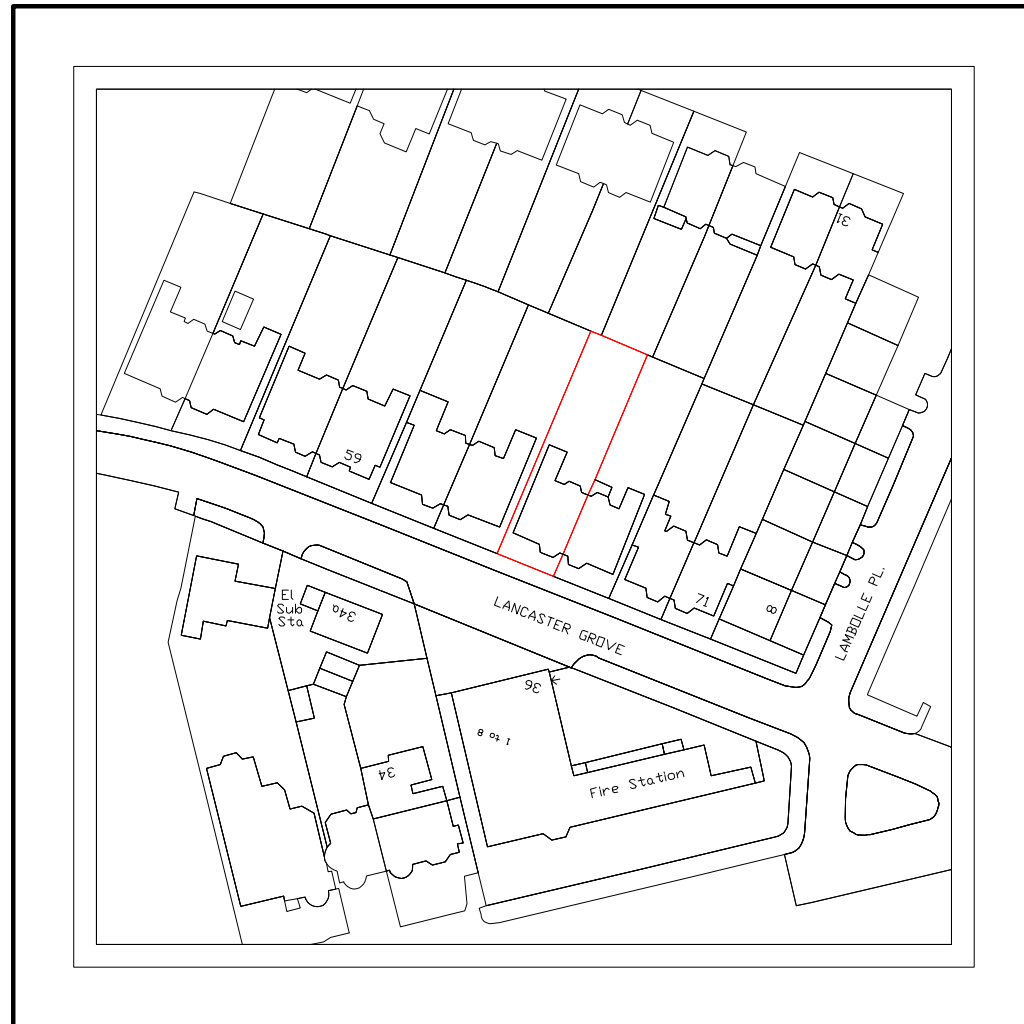 31
59
El
Sub
Sta
34a
LANCASTER GROVE
71
8
LAMBOLLE PL.
36
1 to 8
34
Fire Station